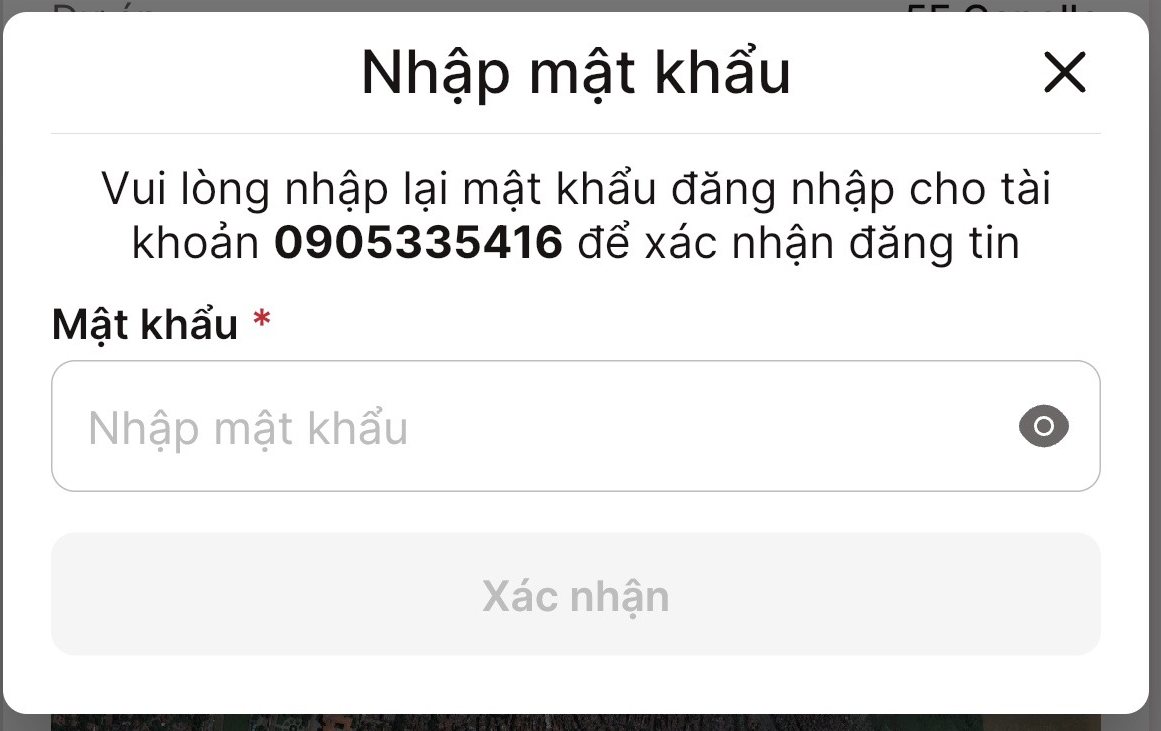 Nhập mật khẩu
Vui lòng nhập lại mật khẩu đăng nhập cho tài
khoản 0905335416 để xác nhận đăng tin
Mật khẩu *
Nhập mật khẩu
Xác nhận